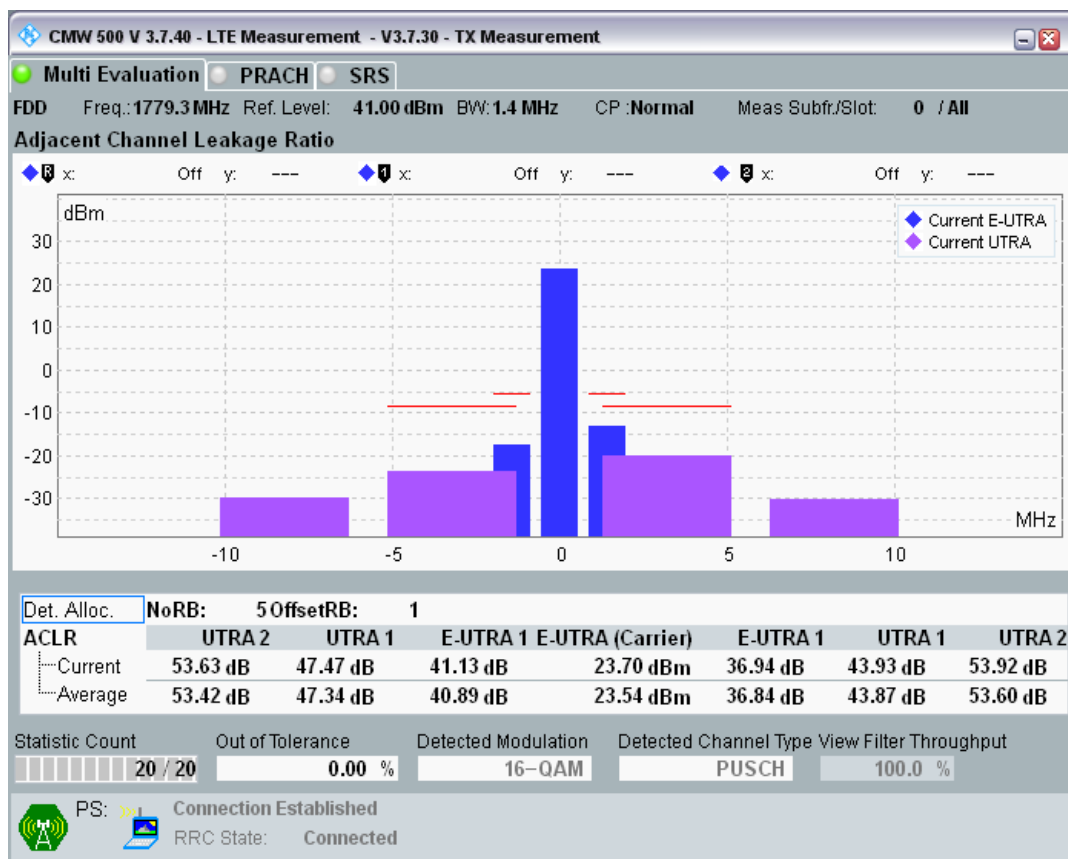 CMW 500 V 3.7.40 - LTE Measurement - V3.7.30 - TX Measurement
Multi Evaluation PRACH SRS
FDD Freq.: 1779.3 MHz Ref. Level: 41.00 dBm BW: 1.4 MHz CP :Normal Meas Subfr./Slot: 0 / All
Adjacent Channel Leakage Ratio
R x: Off y: --- 1 x: Off y: --- 2 x: Off y: ---
dBm
Current E-UTRA
Current UTRA
30
20
10
0
-10
-20
-30
MHz
-10 -5 0 5 10
Det. Alloc. NoRB: 5 OffsetRB: 1
ACLR UTRA 2 UTRA 1 E-UTRA 1 E-UTRA (Carrier) E-UTRA 1 UTRA 1 UTRA 2
Current 53.63 dB 47.47 dB 41.13 dB 23.70 dBm 36.94 dB 43.93 dB 53.92 dB
Average 53.42 dB 47.34 dB 40.89 dB 23.54 dBm 36.84 dB 43.87 dB 53.60 dB
Statistic Count Out of Tolerance Detected Modulation Detected Channel Type View Filter Throughput
20 / 20 0.00 % 16-QAM PUSCH 100.0 %
PS: Connection Established
RRC State: Connected